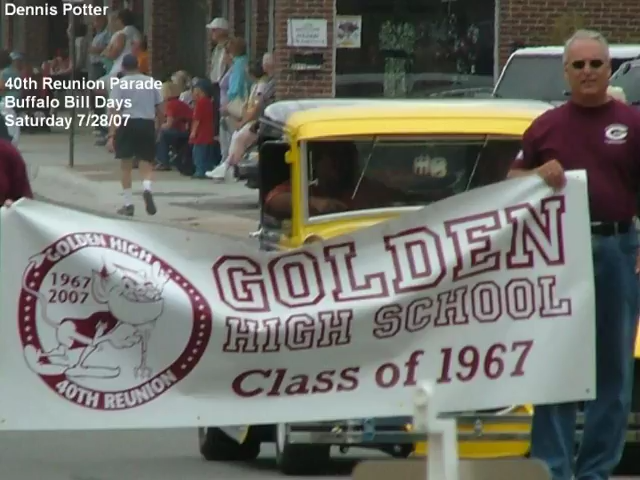 Dennis Potter
40th Reunion Parade
Buffalo Bill Days
Saturday 7/28/07
GOLDEN HIGH
1967
2007
40TH REUNION
GOLDEN
HIGH SCHOOL
Class of 1967